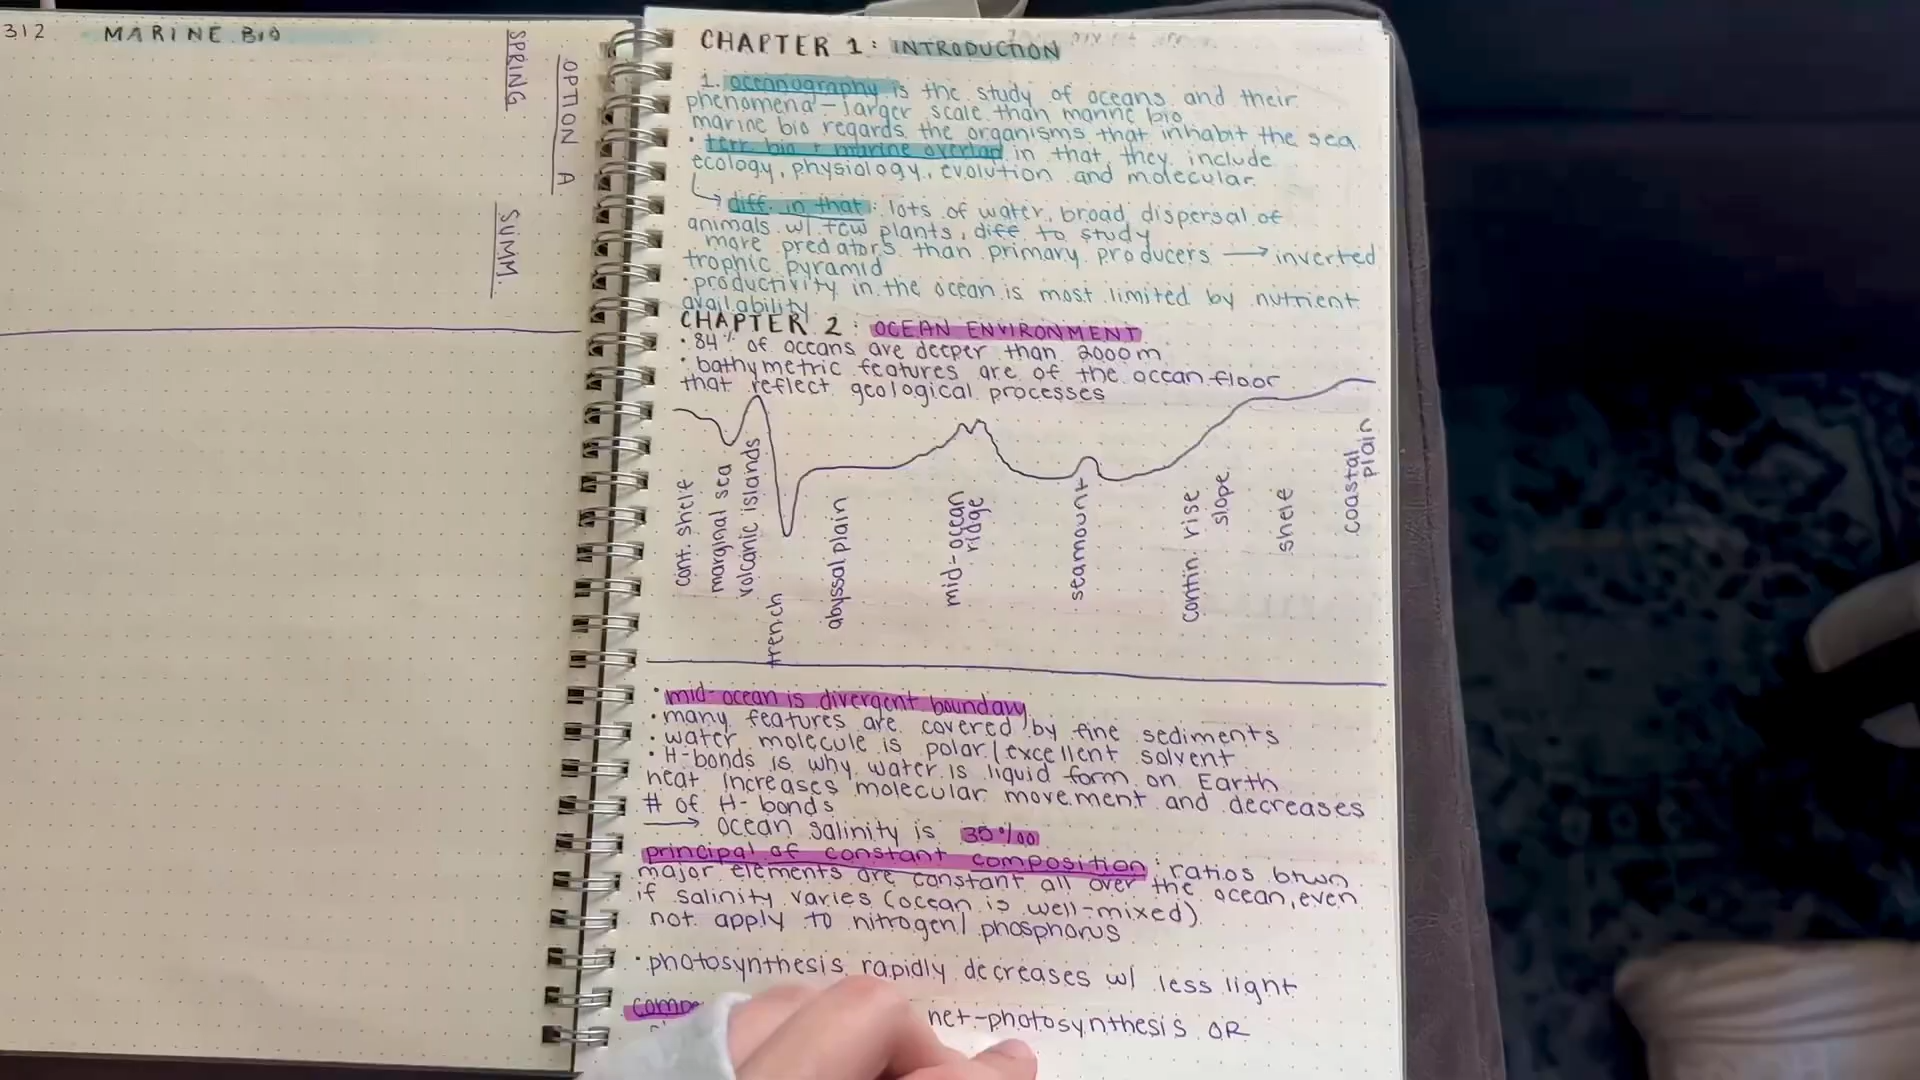 312 MARINE BIO
SPRING
OPTION A
SUMM.
CHAPTER 1: INTRODUCTION
1. oceanography is the study of oceans and their
phenomena - larger scale than marine bio
marine bio regards the organisms that inhabit the sea
• terr. bio + marine overlap in that they include
ecology, physiology, evolution and molecular
→ diff. in that: lots of water, broad dispersal of
animals w/ few plants, diff to study
more predators than primary producers → inverted
trophic pyramid
• productivity in the ocean is most limited by nutrient
availability
CHAPTER 2: OCEAN ENVIRONMENT
• 84% of oceans are deeper than 2000m
• bathymetric features are of the ocean floor
that reflect geological processes
cont. shelf
marginal sea
volcanic islands
trench
abyssal plain
mid-ocean
ridge
seamount
contin. rise
slope
shele
coastal
plain
• mid-ocean is divergent boundary
• many features are covered by fine sediments
• water molecule is polar/excellent solvent
• H-bonds is why water is liquid form on Earth
heat increases molecular movement and decreases
# of H-bonds
→ ocean salinity is 35‰
principal of constant composition: ratios btwn
major elements are constant all over the ocean, even
if salinity varies (ocean is well-mixed)
not apply to nitrogen/phosphorus
• photosynthesis rapidly decreases w/ less light
net-photosynthesis OR